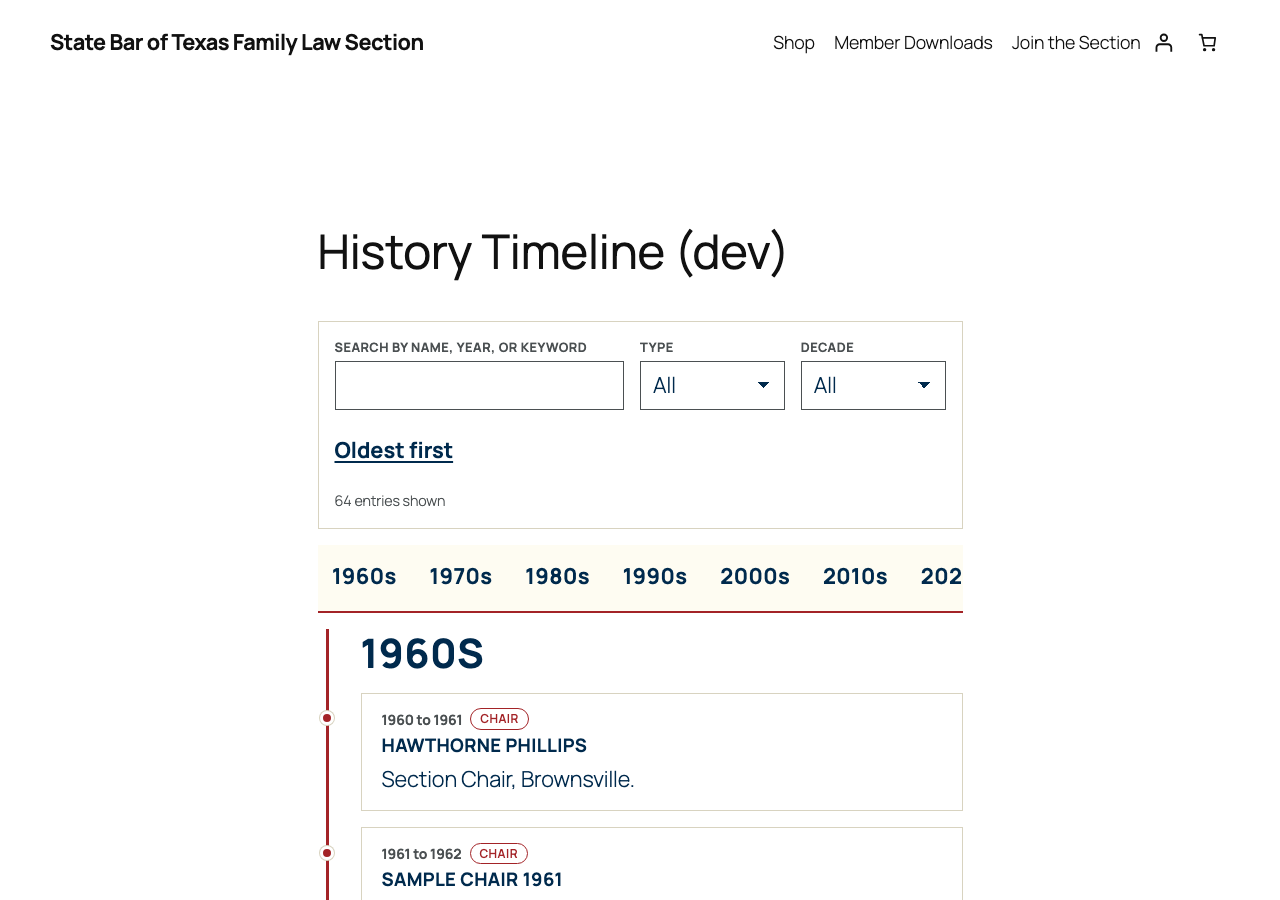 State Bar of Texas Family Law Section
Shop Member Downloads Join the Section
History Timeline (dev)
SEARCH BY NAME, YEAR, OR KEYWORD TYPE DECADE
All All
Oldest first
64 entries shown
1960s 1970s 1980s 1990s 2000s 2010s 202
1960S
1960 to 1961 CHAIR
HAWTHORNE PHILLIPS
Section Chair, Brownsville.
1961 to 1962 CHAIR
SAMPLE CHAIR 1961